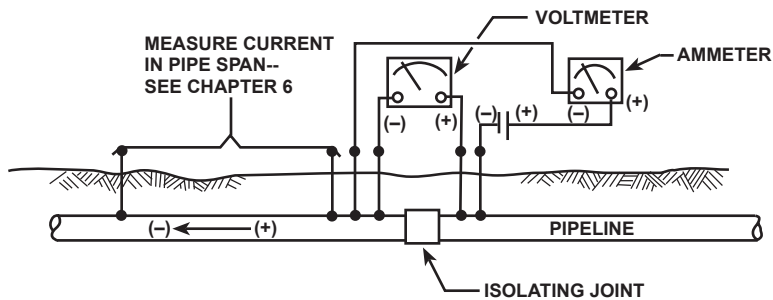 VOLTMETER
MEASURE CURRENT
IN PIPE SPAN--
SEE CHAPTER 6
AMMETER
(–)
(+)
(–)
(+)
(–)
(+)
(–)
(+)
PIPELINE
ISOLATING JOINT